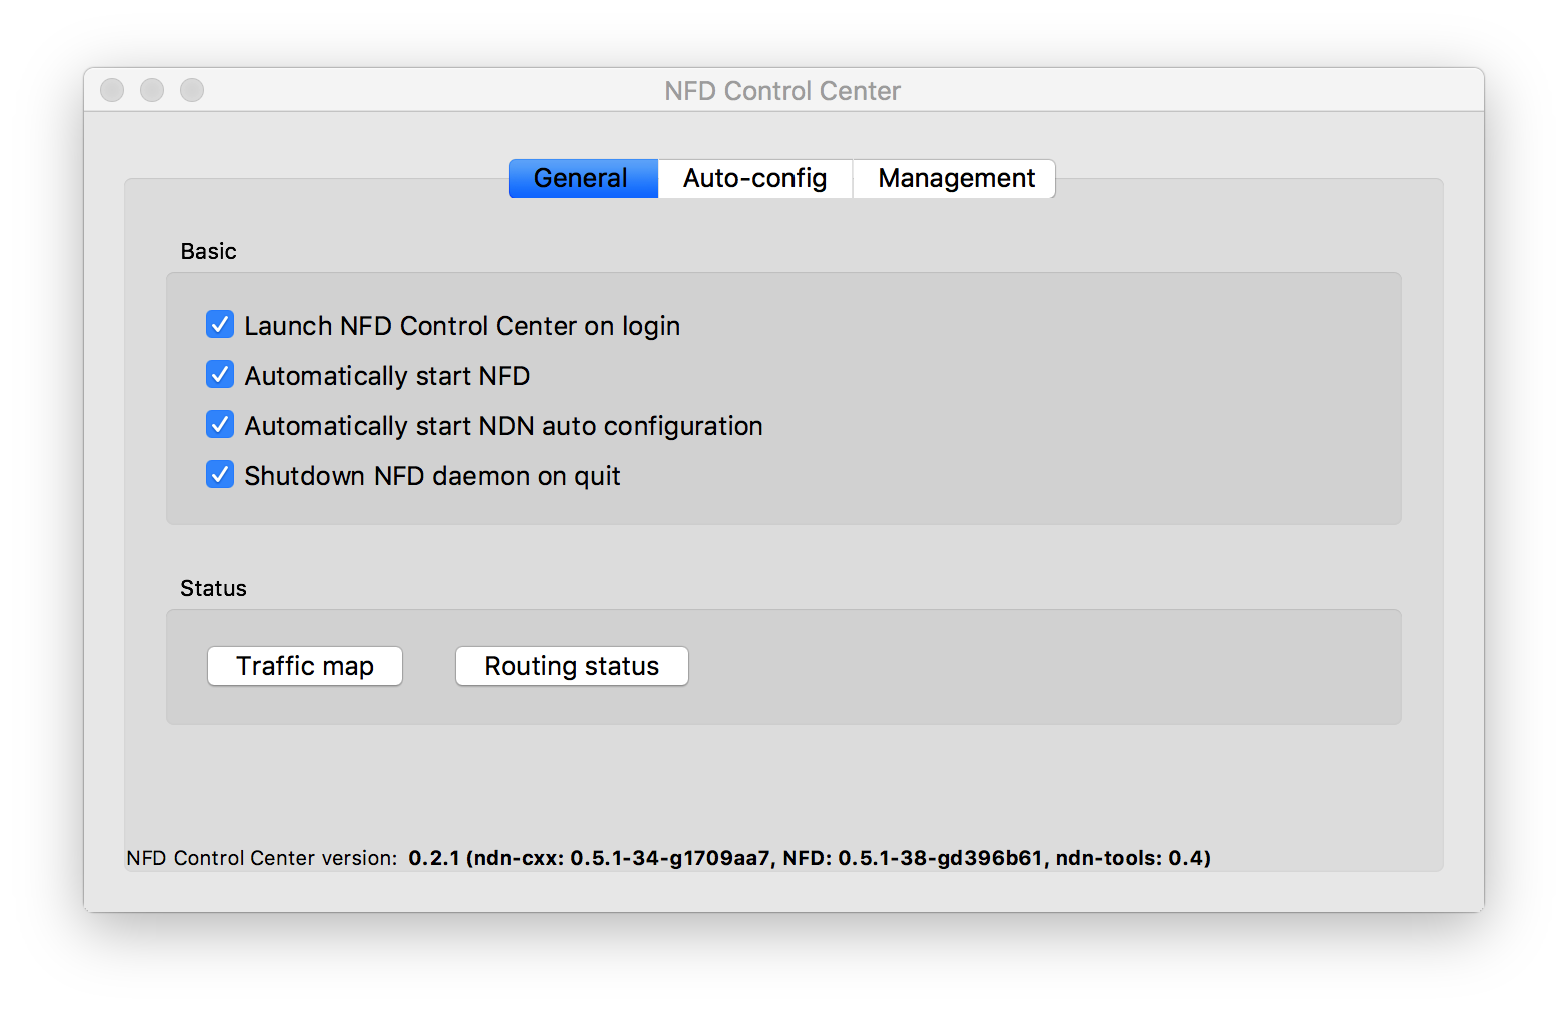 NFD Control Center
General Auto-config Management
Basic
Launch NFD Control Center on login
Automatically start NFD
Automatically start NDN auto configuration
Shutdown NFD daemon on quit
Status
Traffic map Routing status
NFD Control Center version: 0.2.1 (ndn-cxx: 0.5.1-34-g1709aa7, NFD: 0.5.1-38-gd396b61, ndn-tools: 0.4)